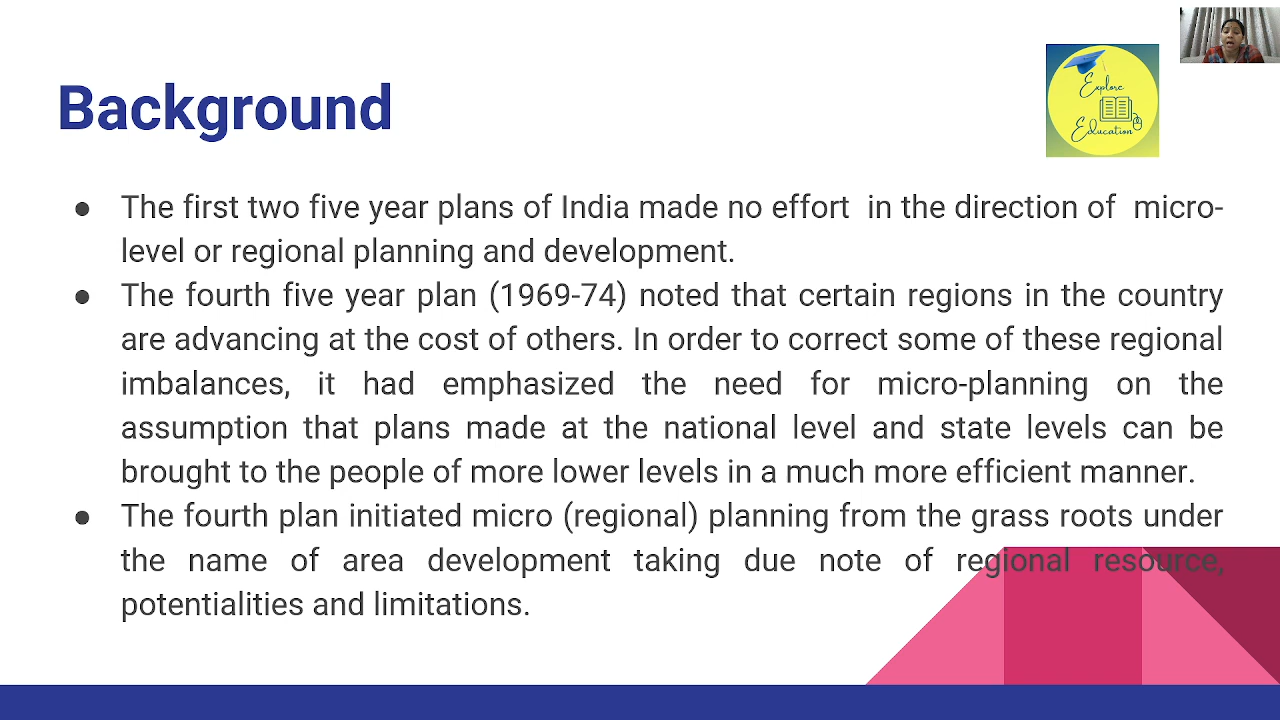 Background
Explore
Education
● The first two five year plans of India made no effort in the direction of micro-
level or regional planning and development.
● The fourth five year plan (1969-74) noted that certain regions in the country
are advancing at the cost of others. In order to correct some of these regional
imbalances, it had emphasized the need for micro-planning on the
assumption that plans made at the national level and state levels can be
brought to the people of more lower levels in a much more efficient manner.
● The fourth plan initiated micro (regional) planning from the grass roots under
the name of area development taking due note of regional resource,
potentialities and limitations.